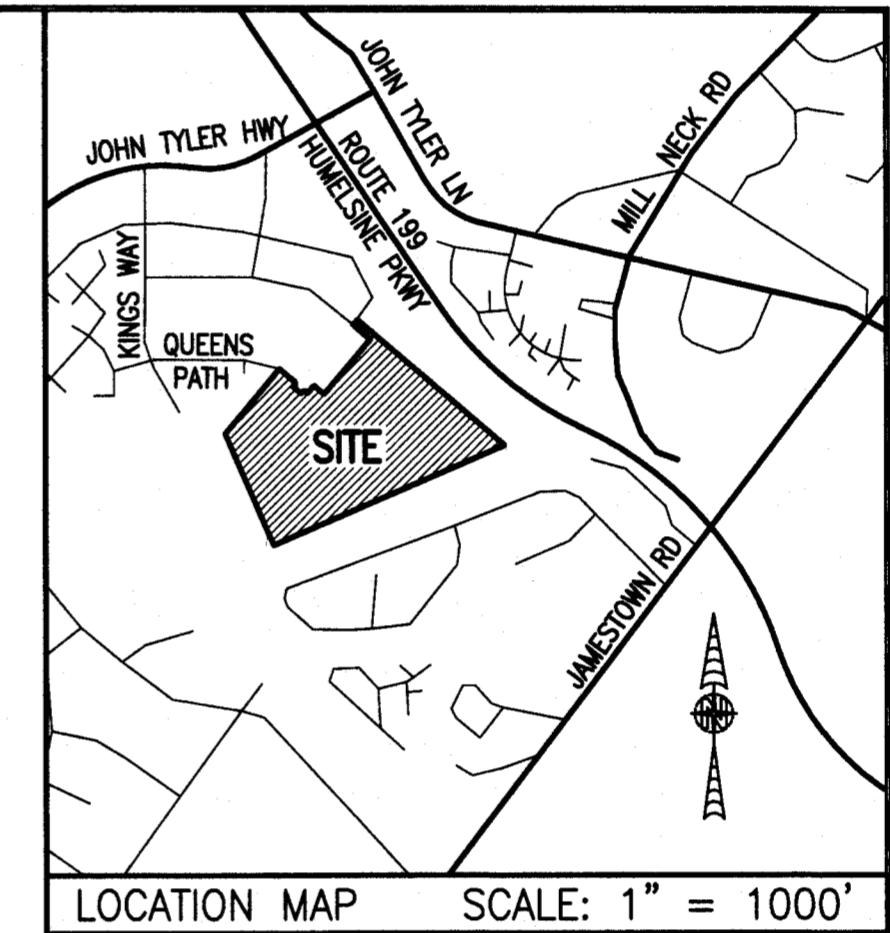 JOHN TYLER HWY
JOHN TYLER LN
ROUTE 199
HUMELSINE PKWY
MILL NECK RD
KINGS WAY
QUEENS
PATH
SITE
JAMESTOWN RD
N
LOCATION MAP SCALE: 1" = 1000'